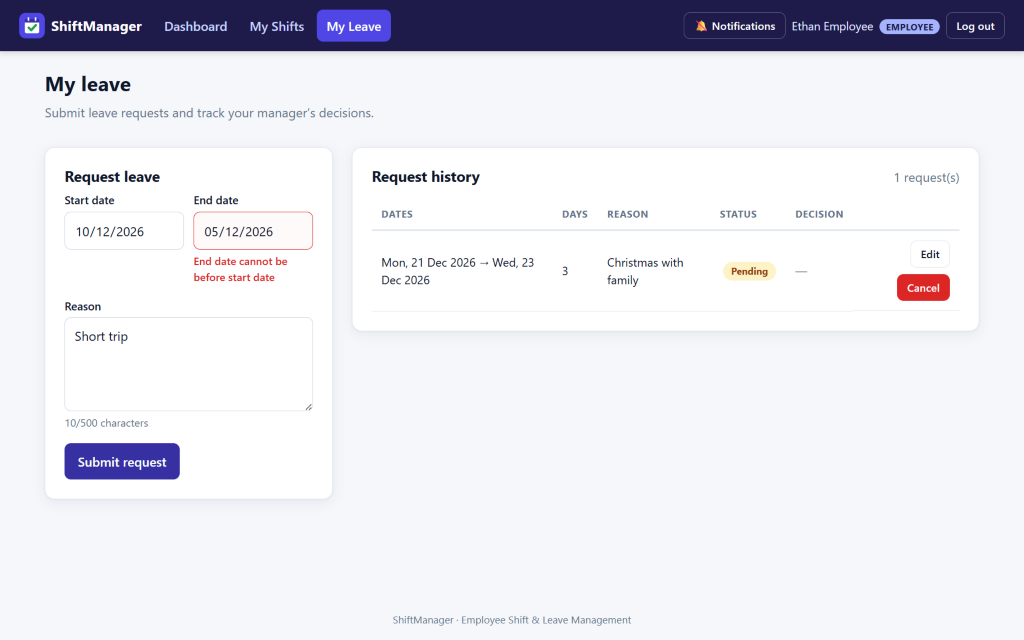 ShiftManager
Dashboard
My Shifts
My Leave
Notifications
Ethan Employee
EMPLOYEE
Log out
My leave
Submit leave requests and track your manager's decisions.
Request leave
Start date
End date
10/12/2026
05/12/2026
End date cannot be
before start date
Reason
Short trip
10/500 characters
Submit request
Request history
1 request(s)
DATES
DAYS
REASON
STATUS
DECISION
Mon, 21 Dec 2026 → Wed, 23
Dec 2026
3
Christmas with
family
Pending
—
Edit
Cancel
ShiftManager · Employee Shift & Leave Management